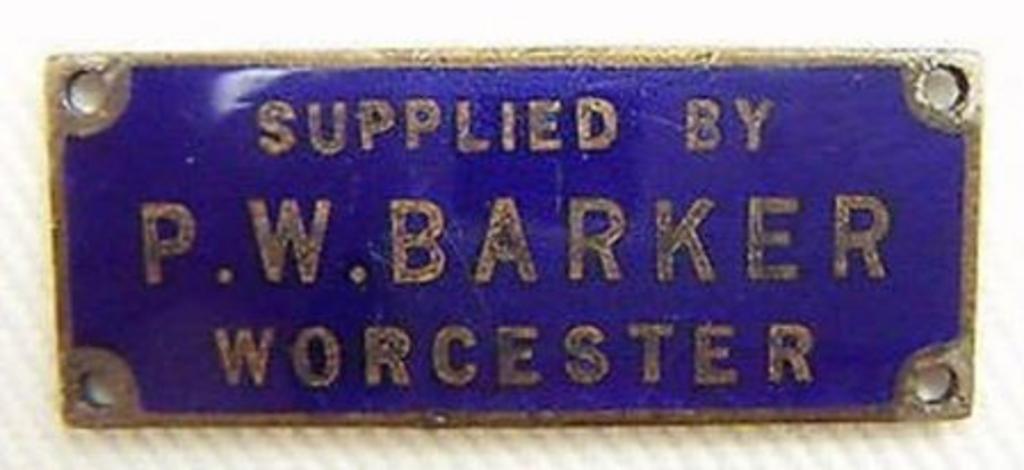 SUPPLIED BY
P.W.BARKER
WORCESTER